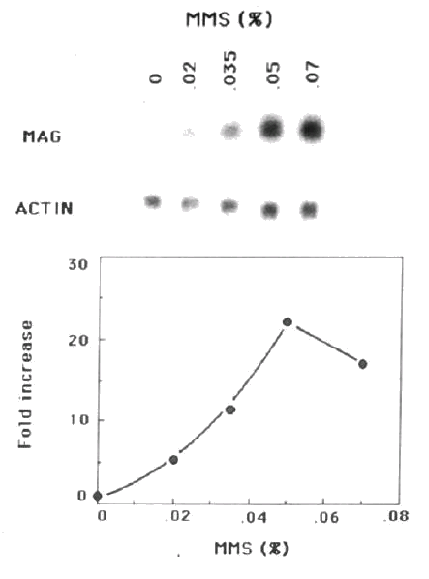 MMS (%)
0 .02 .035 .05 .07
MAG
ACTIN
30
20
10
0
Fold increase
0 .02 .04 .06 .08
MMS (%)